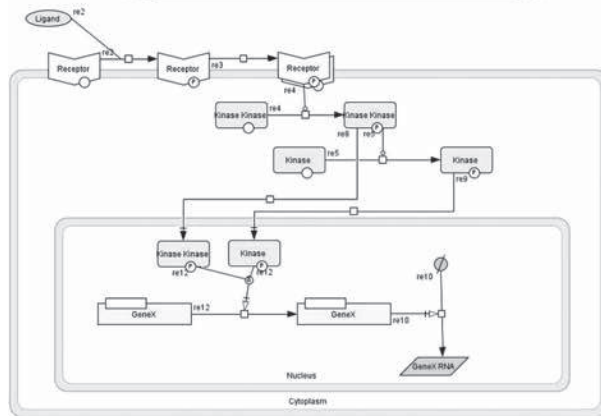 Ligand
re2
re2
Receptor
Receptor
re3
Receptor
P
P
re4
Kinase Kinase
re4
Kinase Kinase
P
re6
re5
Kinase
re5
Kinase
P
re9
Kinase Kinase
P
Kinase
P
re12
re12
re10
GeneX
re12
GeneX
re10
GeneX RNA
Nucleus
Cytoplasm